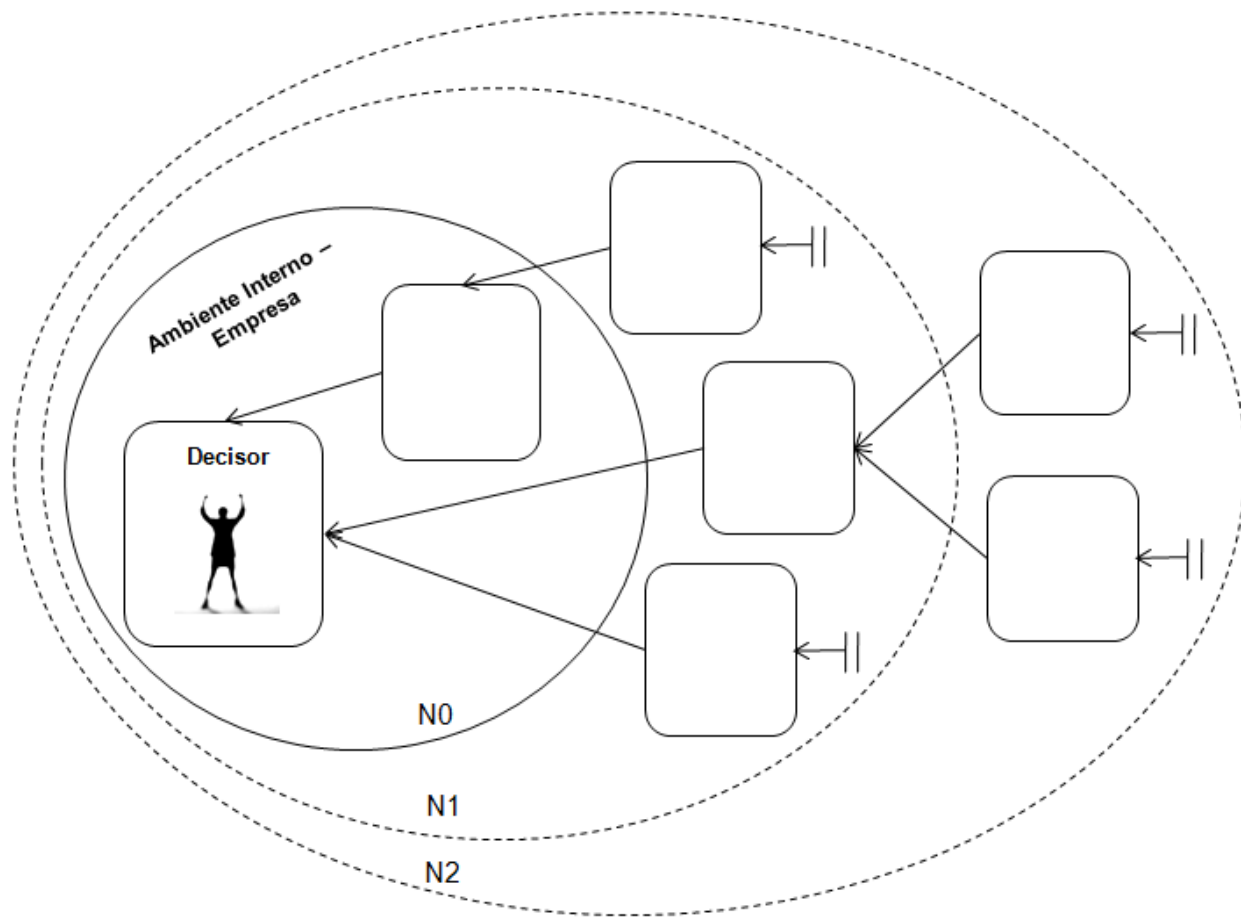 Ambiente Interno –
Empresa
Decisor
N0
N1
N2